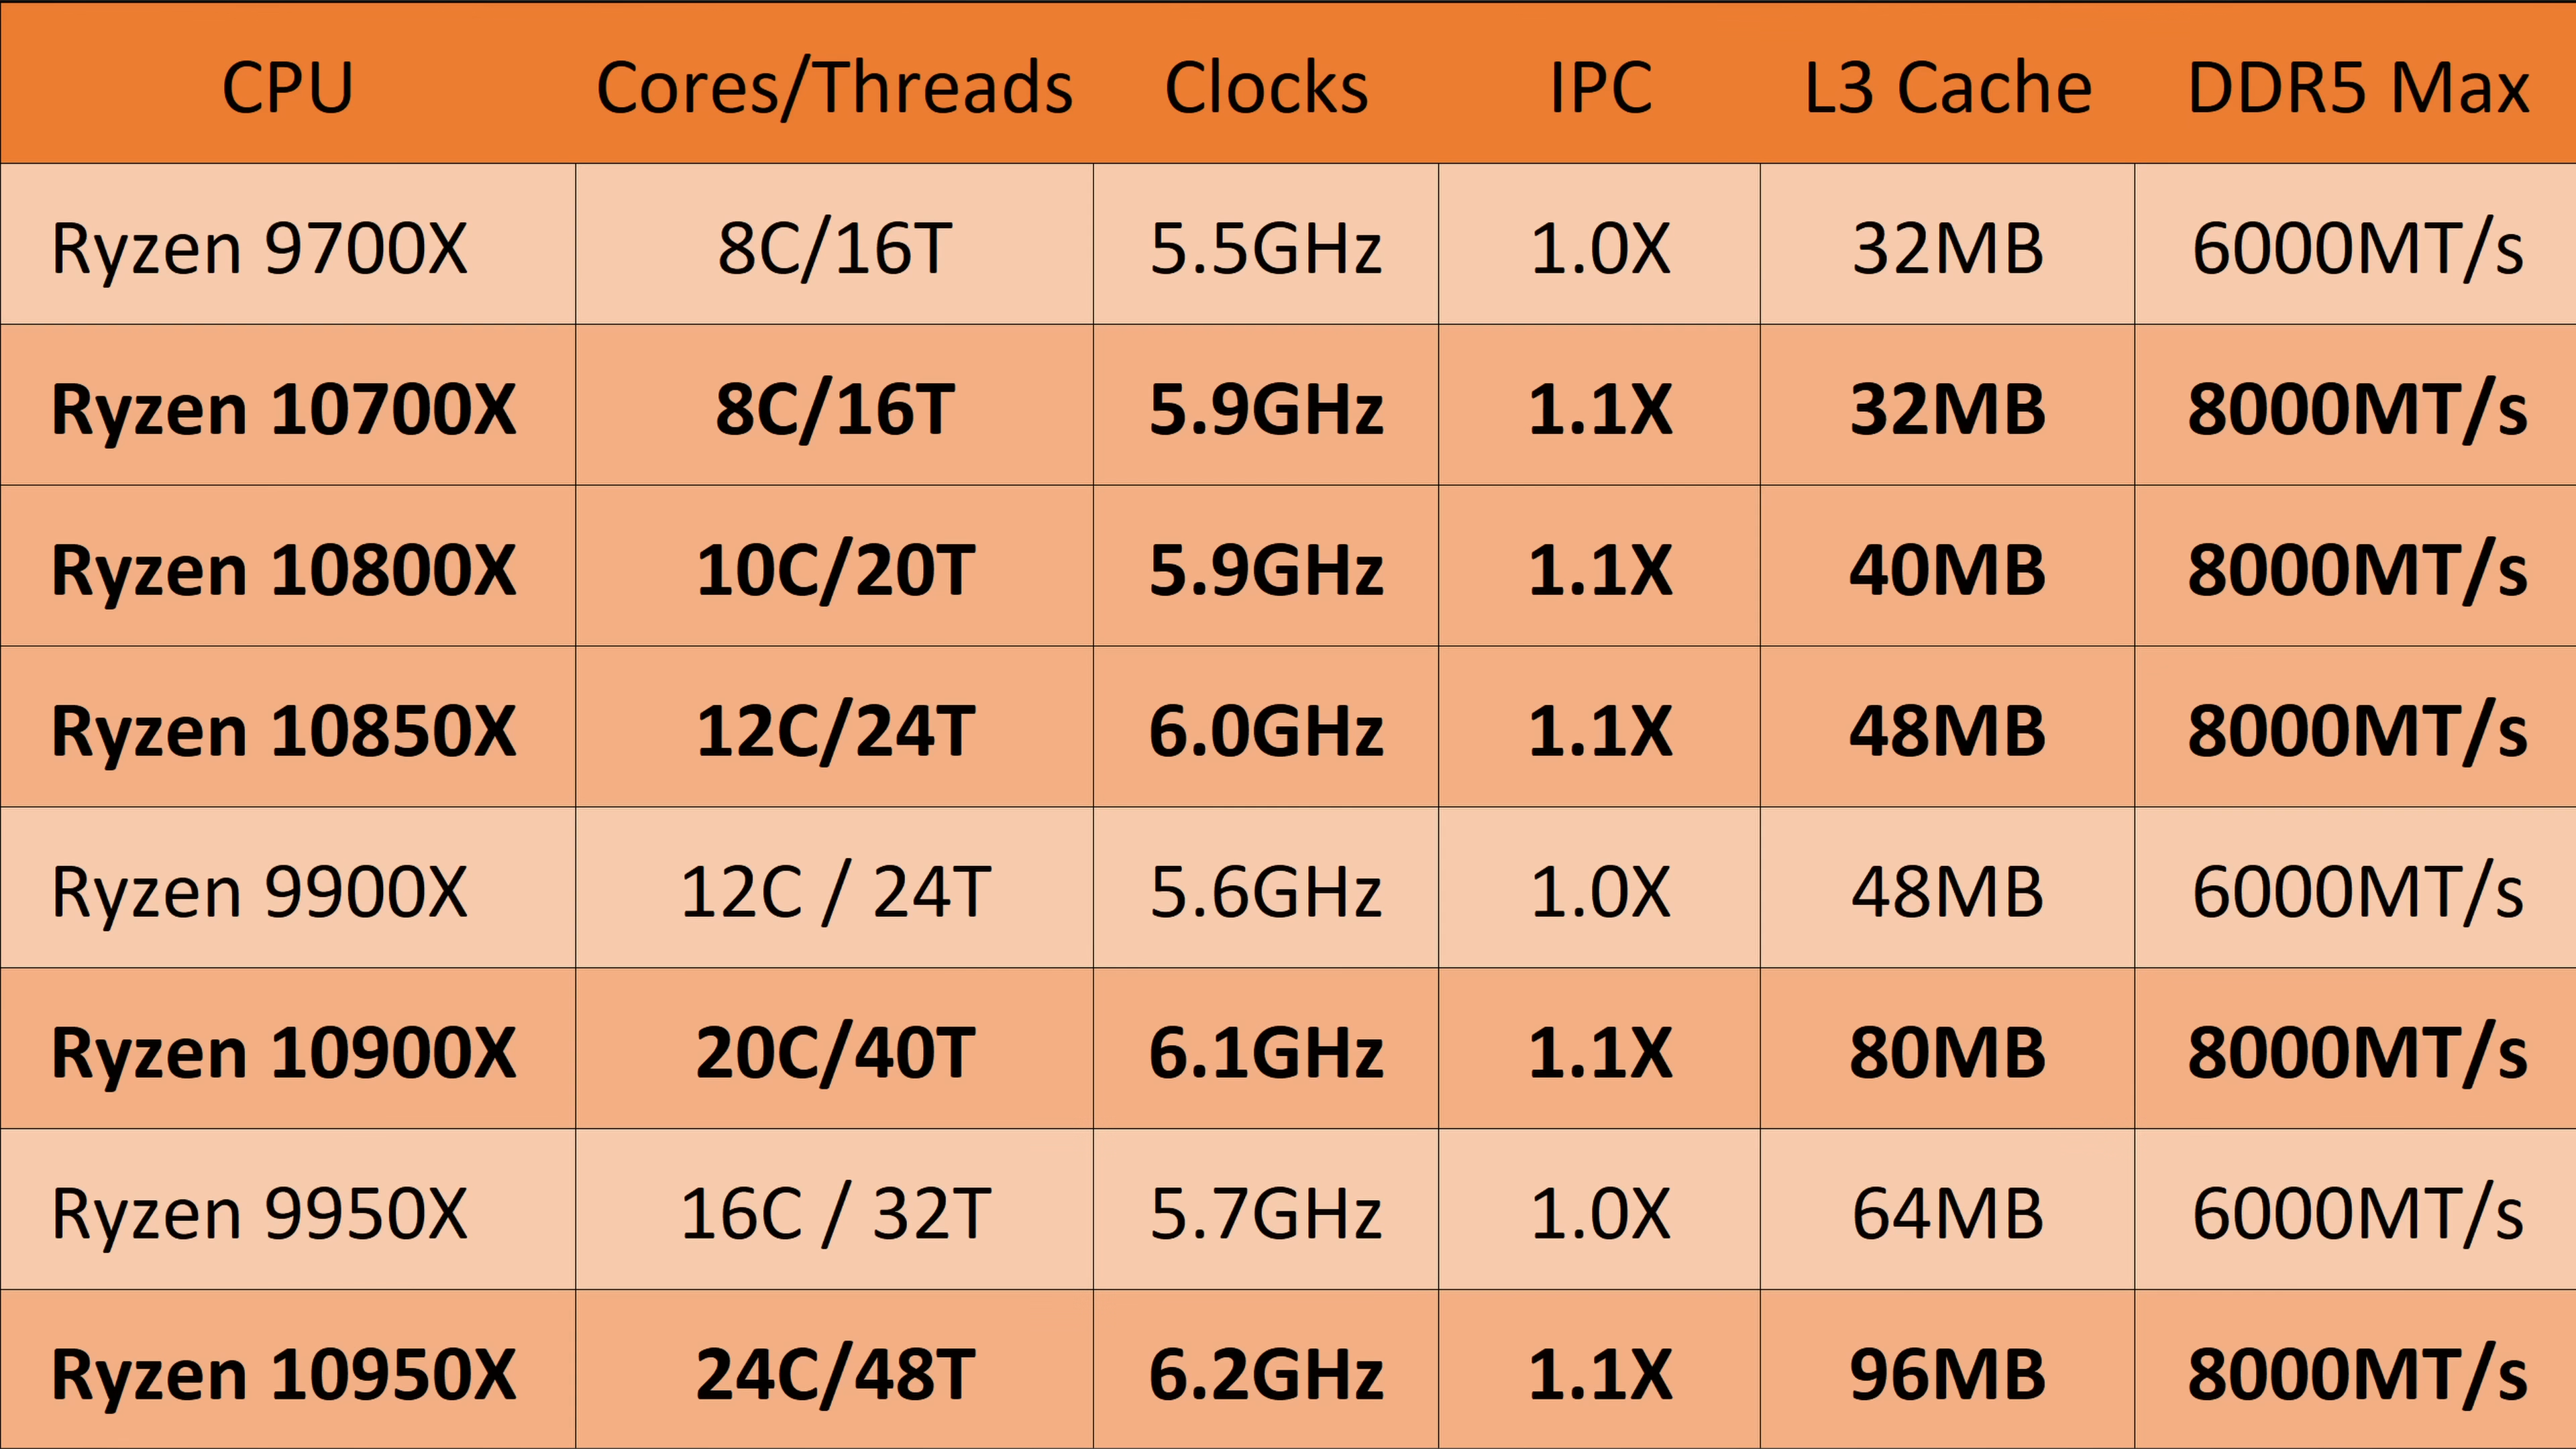 CPU Cores/Threads Clocks IPC L3 Cache DDR5 Max
Ryzen 9700X 8C/16T 5.5GHz 1.0X 32MB 6000MT/s
Ryzen 10700X 8C/16T 5.9GHz 1.1X 32MB 8000MT/s
Ryzen 10800X 10C/20T 5.9GHz 1.1X 40MB 8000MT/s
Ryzen 10850X 12C/24T 6.0GHz 1.1X 48MB 8000MT/s
Ryzen 9900X 12C / 24T 5.6GHz 1.0X 48MB 6000MT/s
Ryzen 10900X 20C/40T 6.1GHz 1.1X 80MB 8000MT/s
Ryzen 9950X 16C / 32T 5.7GHz 1.0X 64MB 6000MT/s
Ryzen 10950X 24C/48T 6.2GHz 1.1X 96MB 8000MT/s